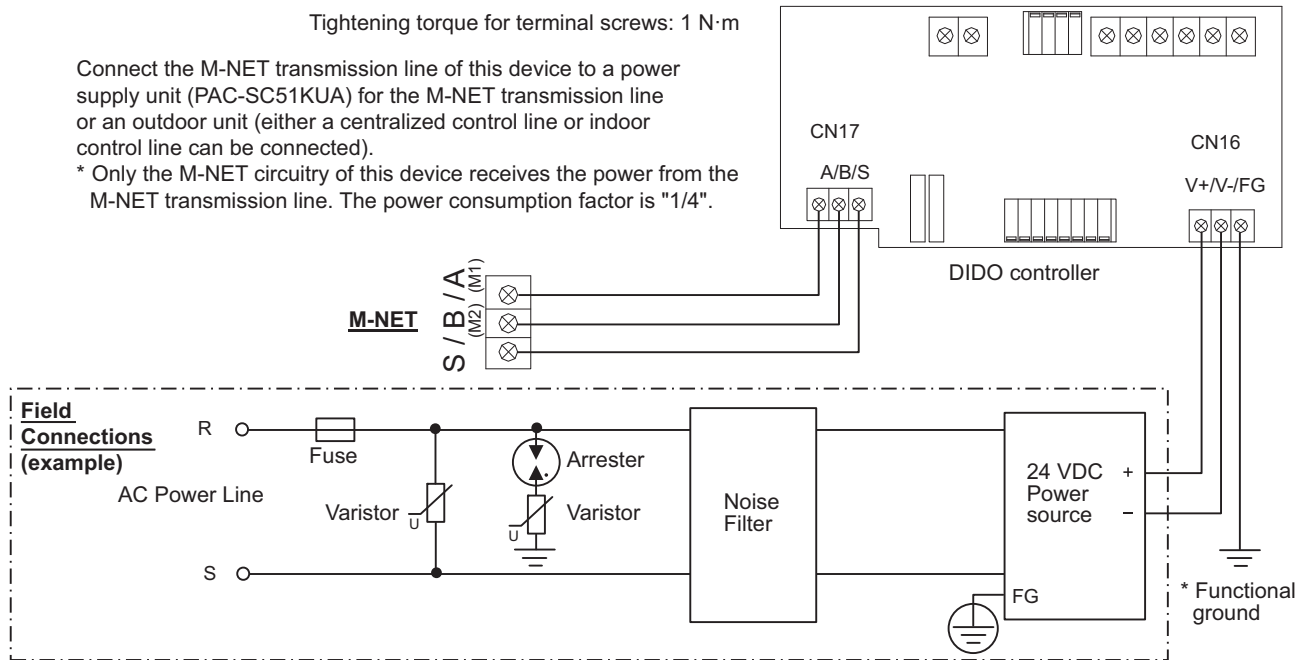 Tightening torque for terminal screws: 1 N·m
Connect the M-NET transmission line of this device to a power
supply unit (PAC-SC51KUA) for the M-NET transmission line
or an outdoor unit (either a centralized control line or indoor
control line can be connected).
* Only the M-NET circuitry of this device receives the power from the
M-NET transmission line. The power consumption factor is "1/4".
CN17
A/B/S
CN16
V+/V-/FG
DIDO controller
M-NET
S / B / A
(M2) (M1)
Field
Connections
(example)
R
Fuse
AC Power Line
Varistor
U
Arrester
Varistor
U
S
Noise
Filter
24 VDC
Power
source
+
−
FG
* Functional
ground